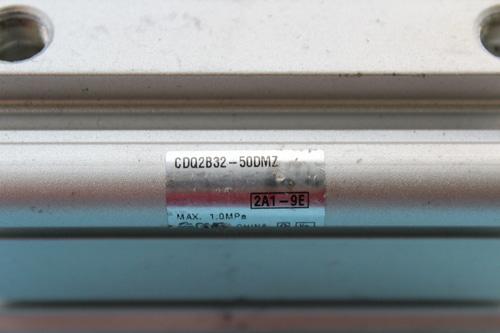 CDQ2B32-50DMZ
2A1-9E
MAX. 1.0MPa
CHINA